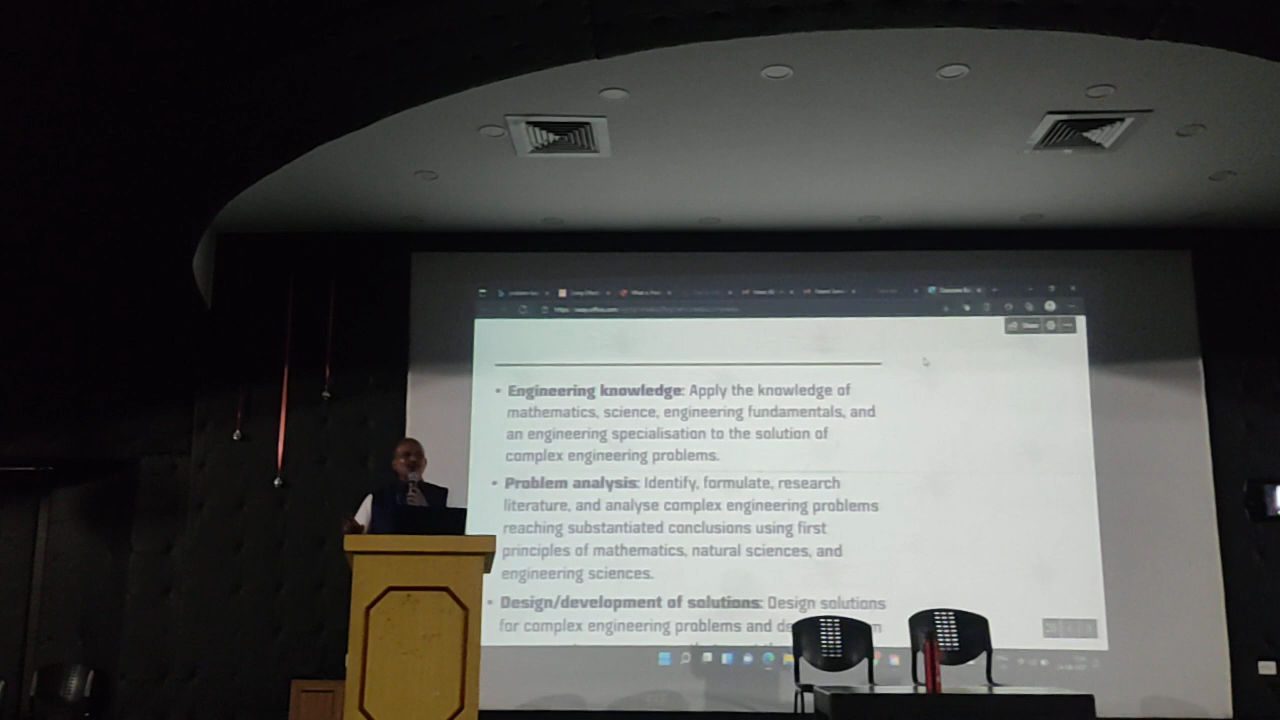 Share
• Engineering knowledge: Apply the knowledge of
mathematics, science, engineering fundamentals, and
an engineering specialisation to the solution of
complex engineering problems.
• Problem analysis: Identify, formulate, research
literature, and analyse complex engineering problems
reaching substantiated conclusions using first
principles of mathematics, natural sciences, and
engineering sciences.
• Design/development of solutions: Design solutions
for complex engineering problems and